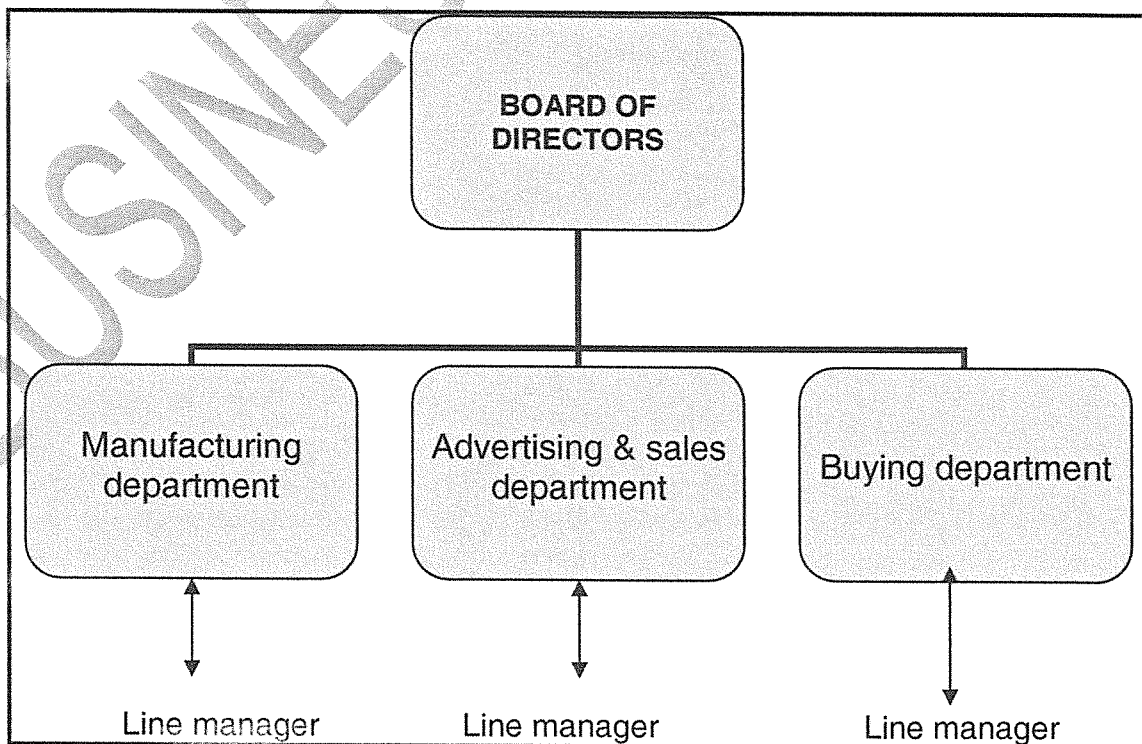 BOARD OF
DIRECTORS
Manufacturing
department
Advertising & sales
department
Buying department
Line manager
Line manager
Line manager